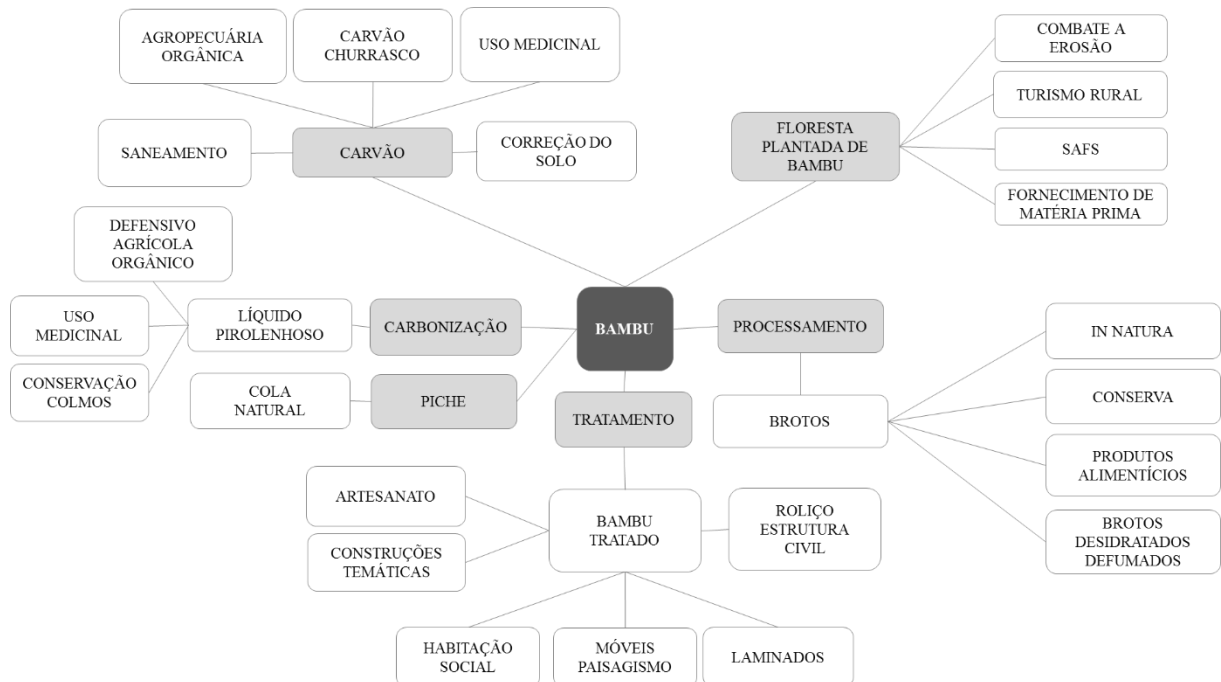 AGROPECUÁRIA
ORGÂNICA
CARVÃO
CHURRASCO
USO MEDICINAL
SANEAMENTO
CARVÃO
CORREÇÃO DO
SOLO
COMBATE A
EROSÃO
TURISMO RURAL
FLORESTA
PLANTADA DE
BAMBU
SAFS
FORNECIMENTO DE
MATÉRIA PRIMA
DEFENSIVO
AGRÍCOLA
ORGÂNICO
USO
MEDICINAL
LÍQUIDO
PIROLENHOSO
CARBONIZAÇÃO
BAMBU
PROCESSAMENTO
CONSERVAÇÃO
COLMOS
COLA
NATURAL
PICHE
TRATAMENTO
BROTOS
IN NATURA
CONSERVA
PRODUTOS
ALIMENTÍCIOS
BROTOS
DESIDRATADOS
DEFUMADOS
ARTESANATO
CONSTRUÇÕES
TEMÁTICAS
BAMBU
TRATADO
ROLIÇO
ESTRUTURA
CIVIL
HABITAÇÃO
SOCIAL
MÓVEIS
PAISAGISMO
LAMINADOS